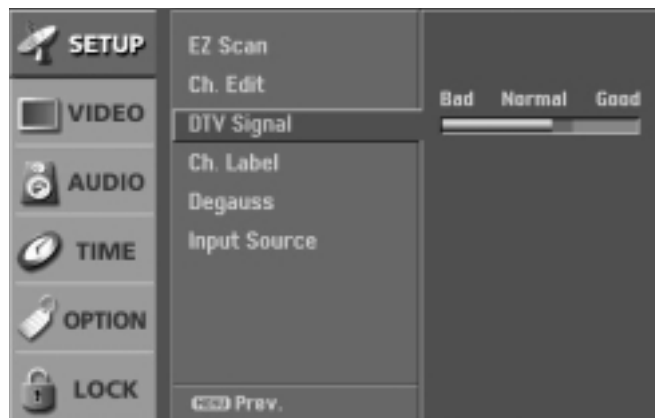 SETUP
VIDEO
AUDIO
TIME
OPTION
LOCK
EZ Scan
Ch. Edit
DTV Signal
Ch. Label
Degauss
Input Source
MENU Prev.
Bad Normal Good